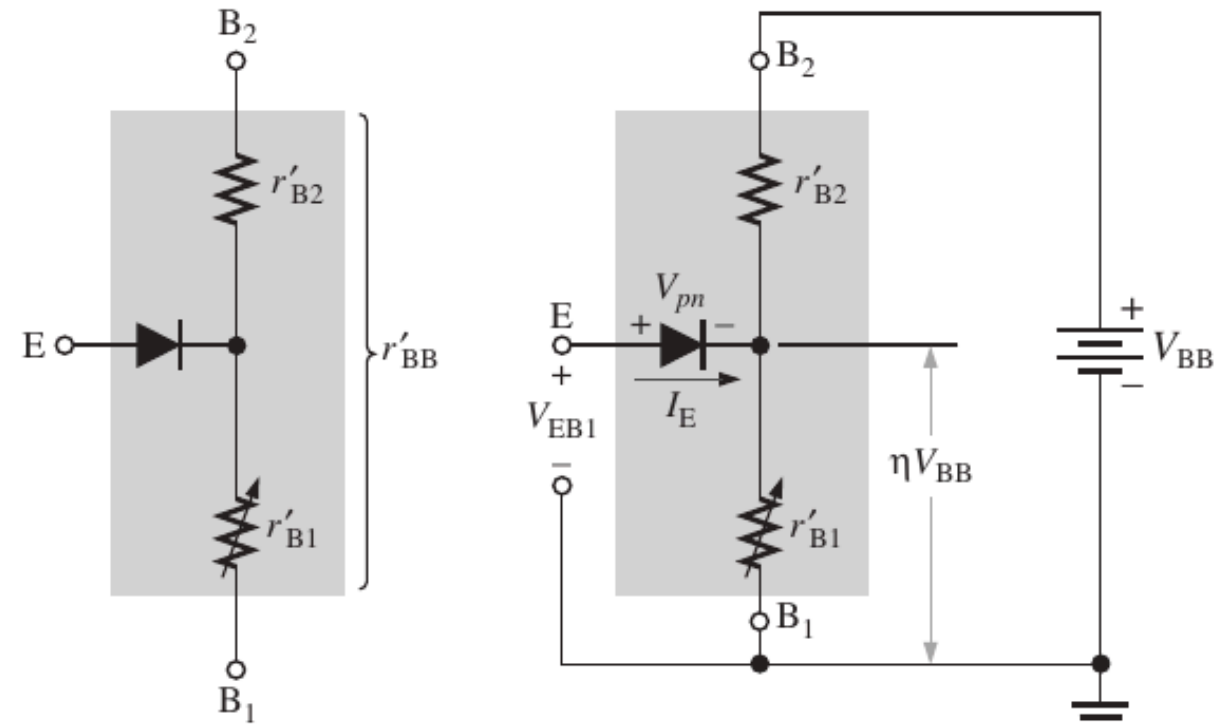 B₂
r′B2
E
r′BB
r′B1
B₁
B₂
r′B2
Vpn
E
+ −
+
IE
VEB1
−
ηVBB
+
VBB
−
r′B1
B₁